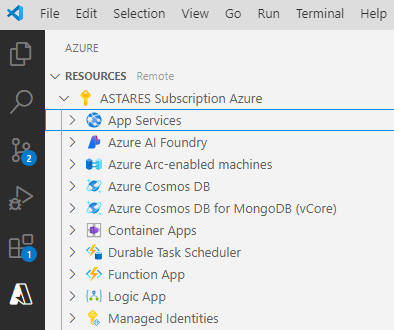 File Edit Selection View Go Run Terminal Help
AZURE
RESOURCES Remote
ASTARES Subscription Azure
App Services
Azure AI Foundry
Azure Arc-enabled machines
Azure Cosmos DB
2
Azure Cosmos DB for MongoDB (vCore)
Container Apps
Durable Task Scheduler
1
Function App
Logic App
Managed Identities